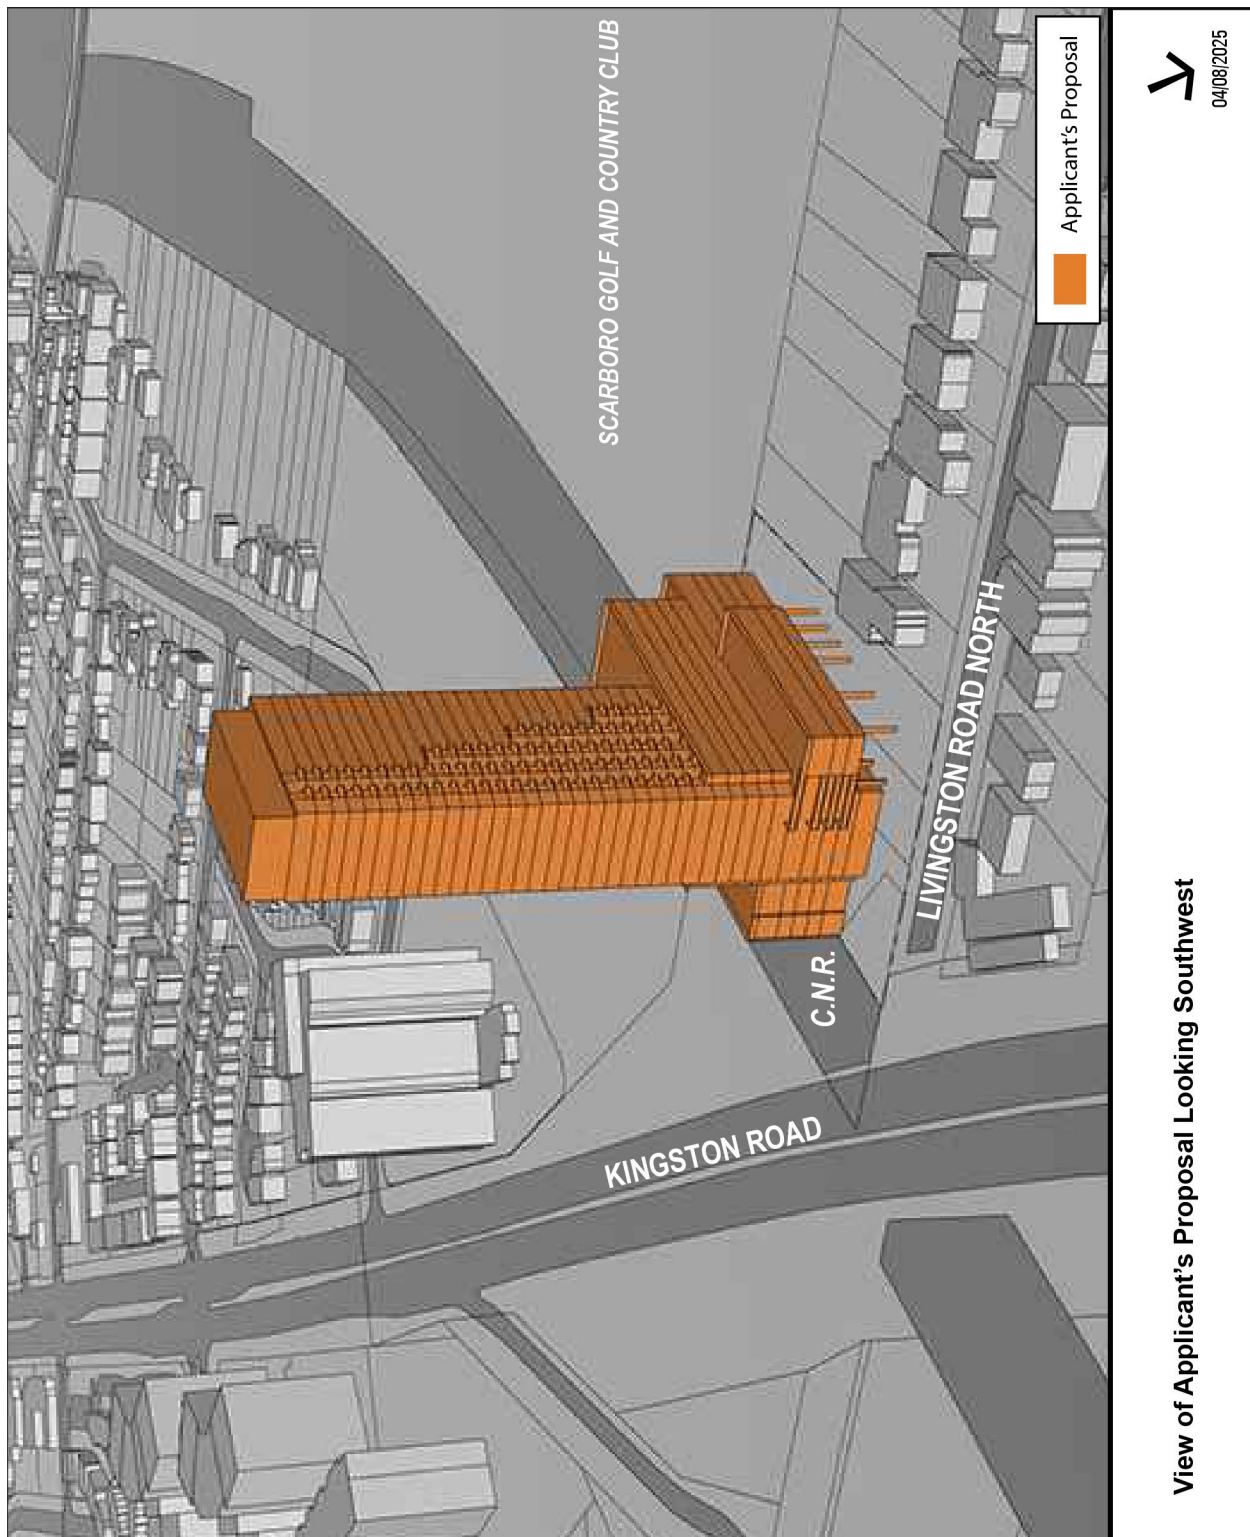 SCARBORO GOLF AND COUNTRY CLUB
Applicant's Proposal
LIVINGSTON ROAD NORTH
C.N.R.
KINGSTON ROAD
View of Applicant's Proposal Looking Southwest
04/08/2025